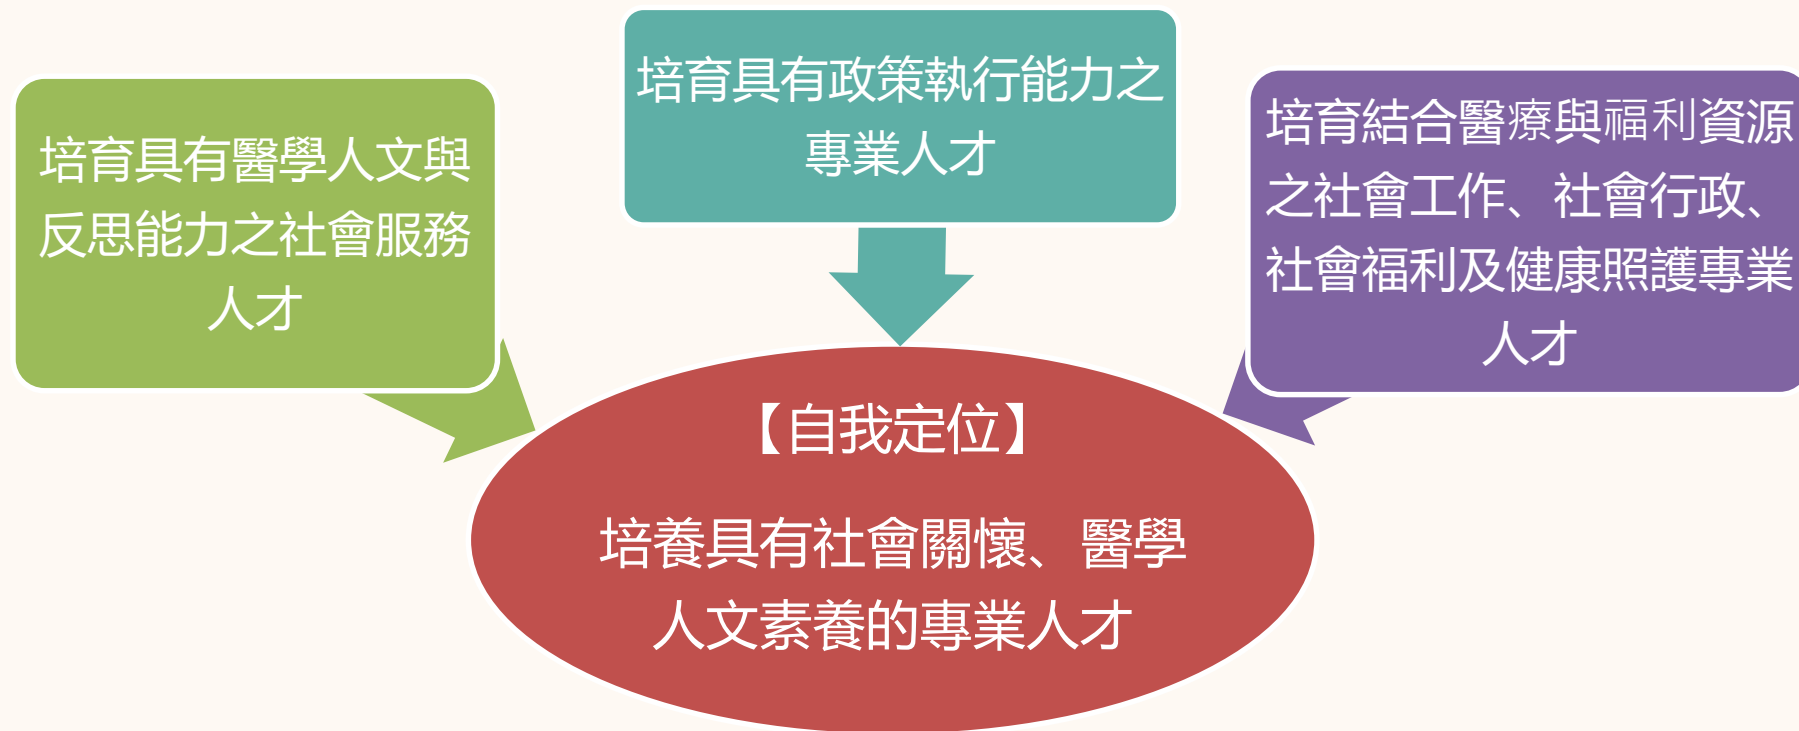 培育具有醫學人文與
反思能力之社會服務
人才
培育具有政策執行能力之
專業人才
培育結合醫療與福利資源
之社會工作、社會行政、
社會福利及健康照護專業
人才
【自我定位】
培養具有社會關懷、醫學
人文素養的專業人才